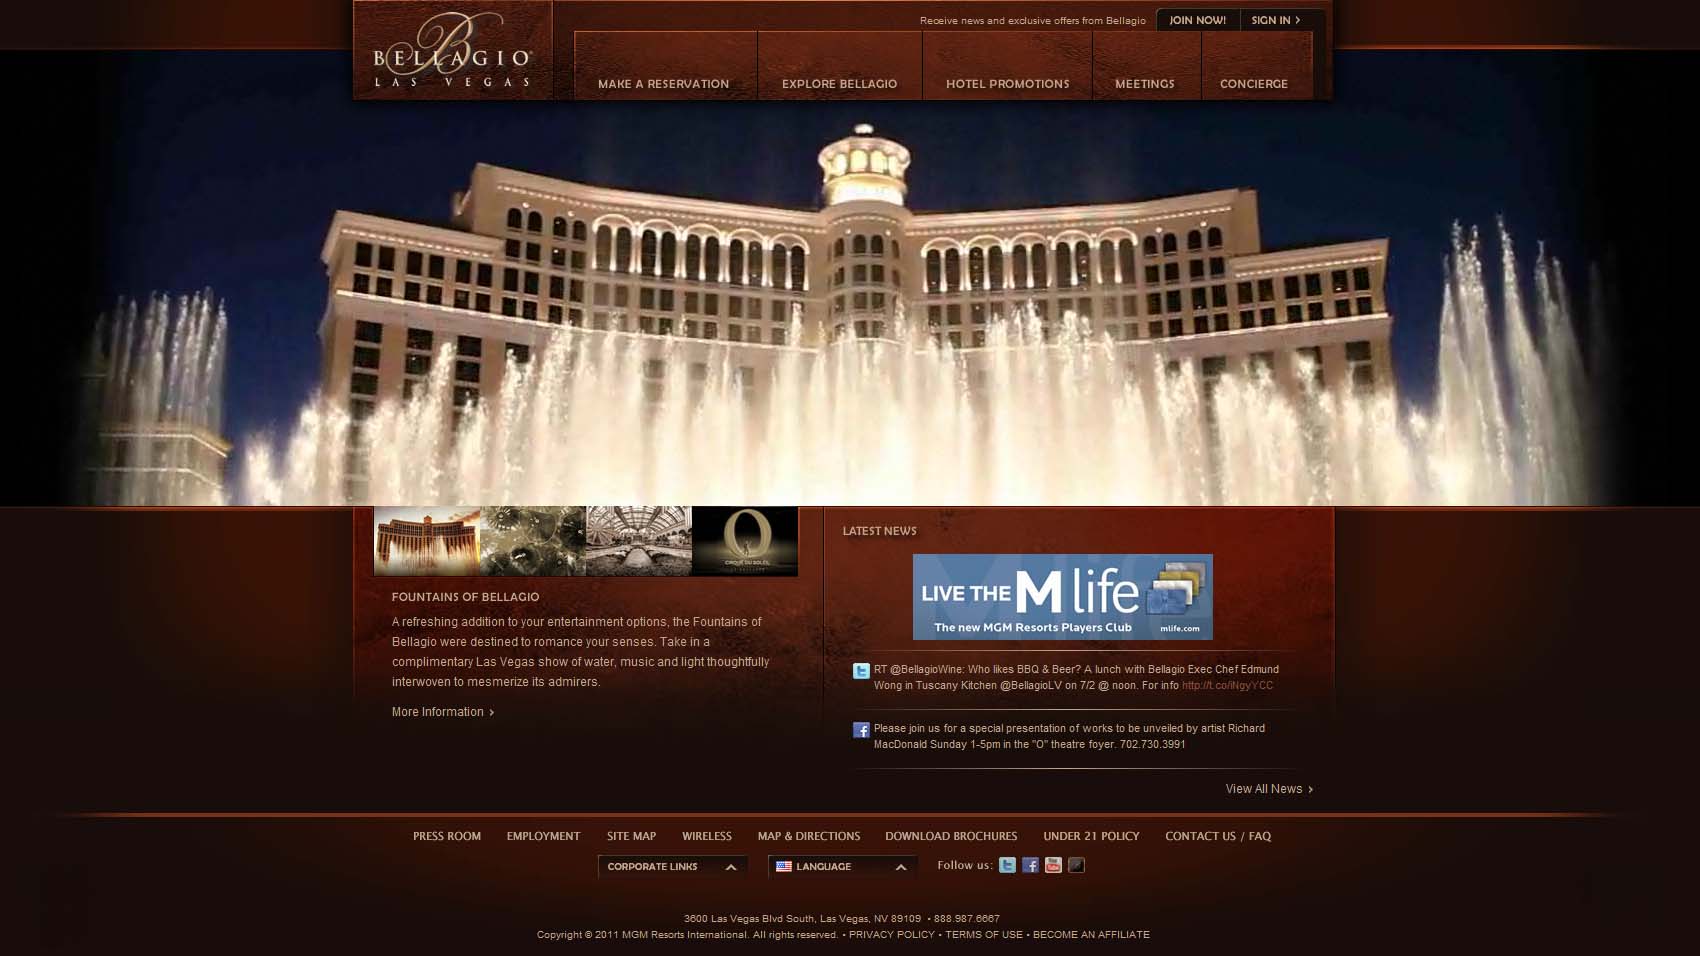 BELLAGIO
LAS VEGAS
Receive news and exclusive offers from Bellagio
JOIN NOW!
SIGN IN
MAKE A RESERVATION
EXPLORE BELLAGIO
HOTEL PROMOTIONS
MEETINGS
CONCIERGE
O
CIRQUE DU SOLEIL
FOUNTAINS OF BELLAGIO
A refreshing addition to your entertainment options, the Fountains of
Bellagio were destined to romance your senses. Take in a
complimentary Las Vegas show of water, music and light thoughtfully
interwoven to mesmerize its admirers.
More Information
LATEST NEWS
LIVE THE M life
The new MGM Resorts Players Club
mlife.com
RT @BellagioWine: Who likes BBQ & Beer? A lunch with Bellagio Exec Chef Edmund
Wong in Tuscany Kitchen @BellagioLV on 7/2 @ noon. For info http://t.co/iNgyYCC
Please join us for a special presentation of works to be unveiled by artist Richard
MacDonald Sunday 1-5pm in the "O" theatre foyer. 702.730.3991
View All News
PRESS ROOM
EMPLOYMENT
SITE MAP
WIRELESS
MAP & DIRECTIONS
DOWNLOAD BROCHURES
UNDER 21 POLICY
CONTACT US / FAQ
CORPORATE LINKS
LANGUAGE
Follow us:
3600 Las Vegas Blvd South, Las Vegas, NV 89109 • 888.987.6667
Copyright © 2011 MGM Resorts International. All rights reserved. • PRIVACY POLICY • TERMS OF USE • BECOME AN AFFILIATE